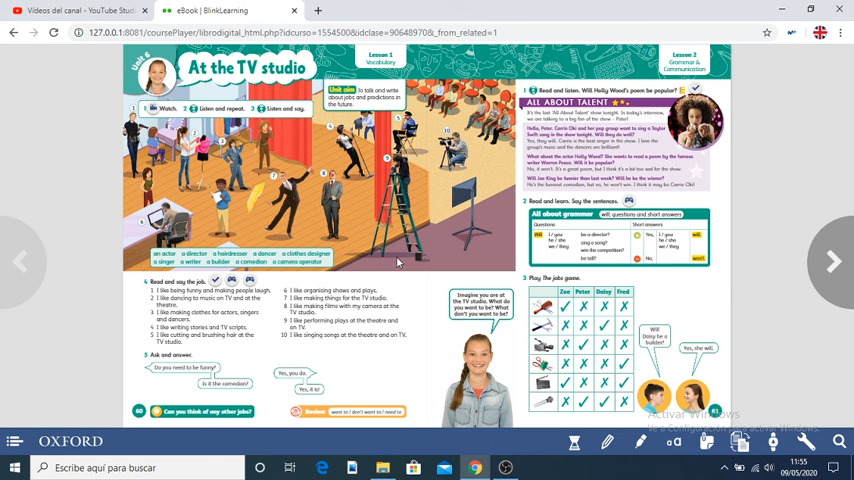 Vídeos del canal - YouTube Stud
eBook | BlinkLearning
127.0.0.1:8081/coursePlayer/librodigital_html.php?idcurso=1554500&idclase=90648970&_from_related=1
Unit 6
At the TV studio
Lesson 1
Vocabulary
1 Watch. 2 Listen and repeat. 3 Listen and say.
Unit aim To talk and write
about jobs and predictions in
the future.
1
2
3
4
5
6
7
8
9
10
an actor a director a hairdresser a dancer a clothes designer
a singer a writer a builder a comedian a camera operator
4 Read and say the job.
1 I like being funny and making people laugh.
2 I like dancing to music on TV and at the
theatre.
3 I like making clothes for actors, singers
and dancers.
4 I like writing stories and TV scripts.
5 I like cutting and brushing hair at the
TV studio.
6 I like organising shows and plays.
7 I like making things for the TV studio.
8 I like making films with my camera at the
TV studio.
9 I like performing plays at the theatre and
on TV.
10 I like singing songs at the theatre and on TV.
5 Ask and answer.
Do you need to be funny?
Is it the comedian?
Yes, you do.
Yes, it is!
60
Can you think of any other jobs?
Review want to / don't want to / need to
Imagine you are at
the TV studio. What do
you want to be? What
don't you want to be?
Lesson 2
Grammar &
Communication
1 Read and listen. Will Holly Wood's poem be popular?
ALL ABOUT TALENT
It's the last 'All About Talent' show tonight. In today's interview,
we are talking to a big fan of the show – Peter!
Hello, Peter. Carrie Oki and her pop group want to sing a Taylor
Swift song in the show tonight. Will they do well?
Yes, they will. Carrie is the best singer in the show. I love the
group's music and the dancers are brilliant!
What about the actor Holly Wood? She wants to read a poem by the famous
writer Warren Peace. Will it be popular?
No, it won't. It's a great poem, but I think it's a bit too sad for the show.
Will Joe King be funnier than last week? Will he be the winner?
He's the funniest comedian, but no, he won't win. I think it may be Carrie Oki!
2 Read and learn. Say the sentences.
All about grammar will: questions and short answers
Questions
Short answers
Will
I / you
he / she
we / they
be a director?
sing a song?
win the competition?
be tall?
Yes,
No,
I / you
he / she
we / they
will.
won't.
3 Play The jobs game.
Zoe Peter Daisy Fred
Will
Daisy be a
builder?
Yes, she will.
61
Activar Windows
Ve a Configuración para activar Windows.
OXFORD
Escribe aquí para buscar
11:55
09/05/2020